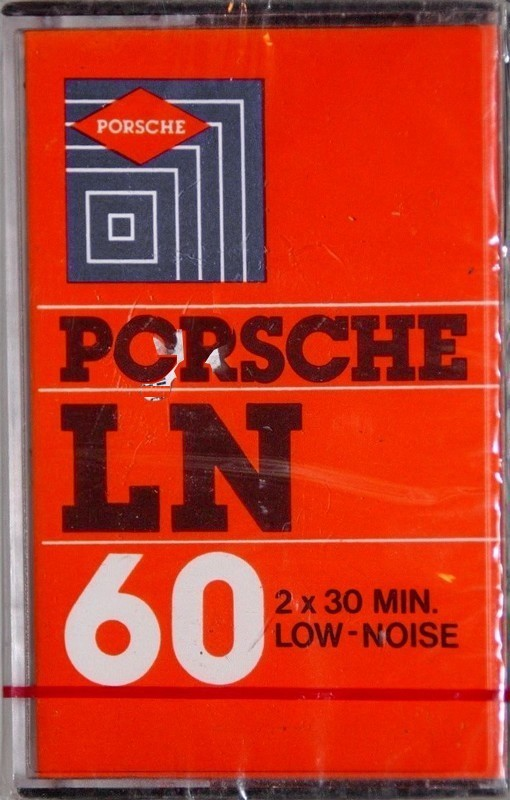 PORSCHE
PORSCHE
LN
60
2 x 30 MIN.
LOW-NOISE